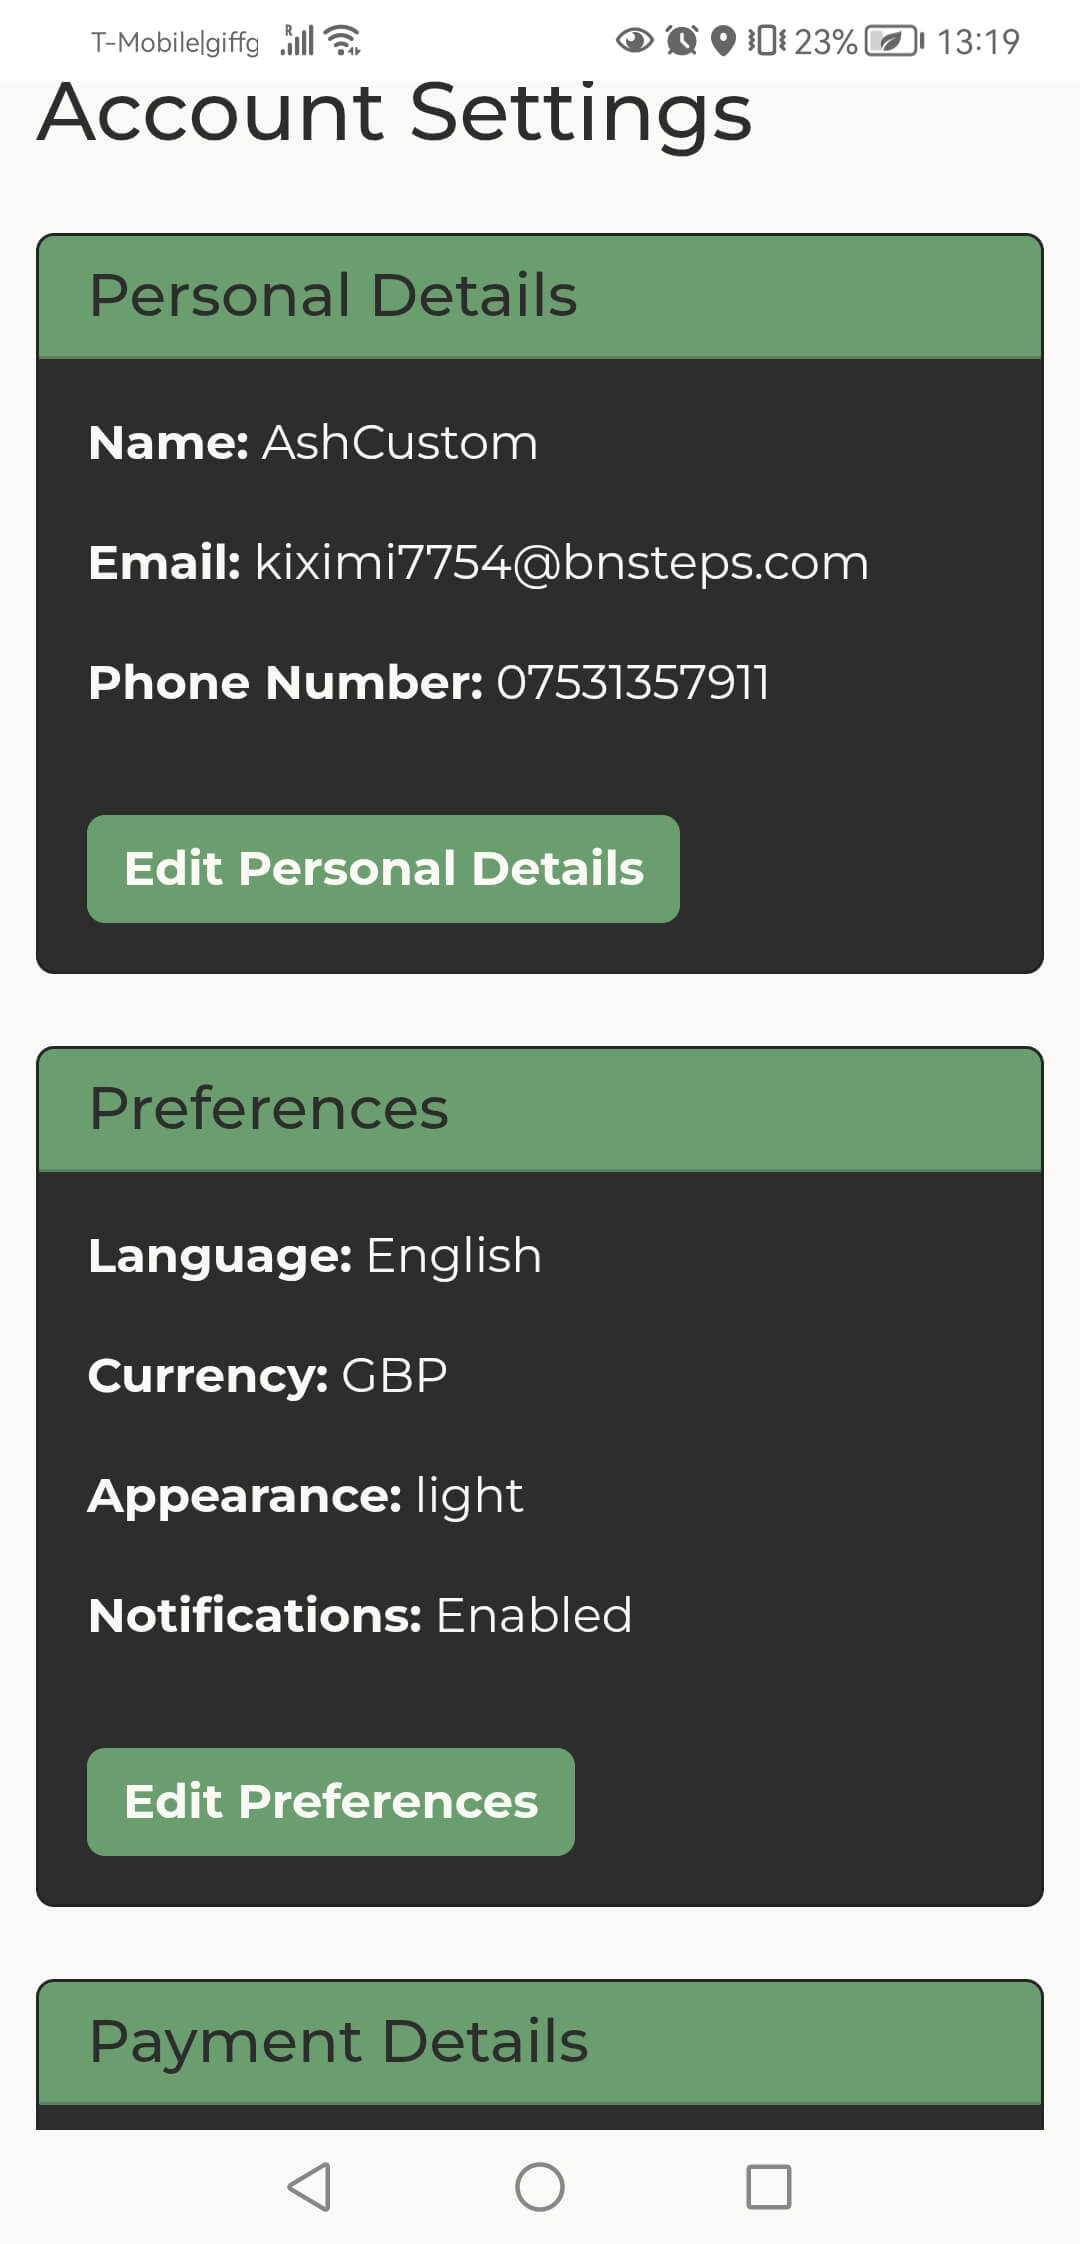 T-Mobile|giffg
R
23%
13:19
Account Settings
Personal Details
Name: AshCustom
Email: kiximi7754@bnsteps.com
Phone Number: 07531357911
Edit Personal Details
Preferences
Language: English
Currency: GBP
Appearance: light
Notifications: Enabled
Edit Preferences
Payment Details